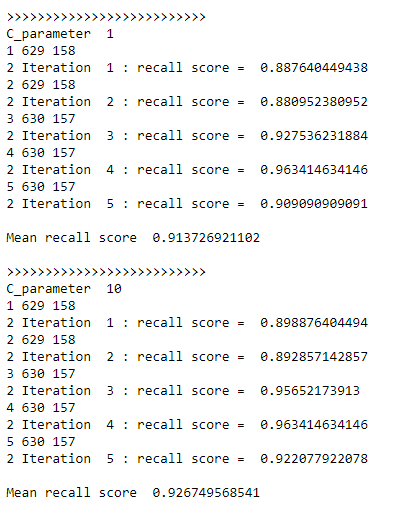 >>>>>>>>>>>>>>>>>>>>>>>>>>
C_parameter 1
1 629 158
2 Iteration 1 : recall score = 0.887640449438
2 629 158
2 Iteration 2 : recall score = 0.880952380952
3 630 157
2 Iteration 3 : recall score = 0.927536231884
4 630 157
2 Iteration 4 : recall score = 0.963414634146
5 630 157
2 Iteration 5 : recall score = 0.909090909091
Mean recall score 0.913726921102
>>>>>>>>>>>>>>>>>>>>>>>>>>
C_parameter 10
1 629 158
2 Iteration 1 : recall score = 0.898876404494
2 629 158
2 Iteration 2 : recall score = 0.892857142857
3 630 157
2 Iteration 3 : recall score = 0.95652173913
4 630 157
2 Iteration 4 : recall score = 0.963414634146
5 630 157
2 Iteration 5 : recall score = 0.922077922078
Mean recall score 0.926749568541